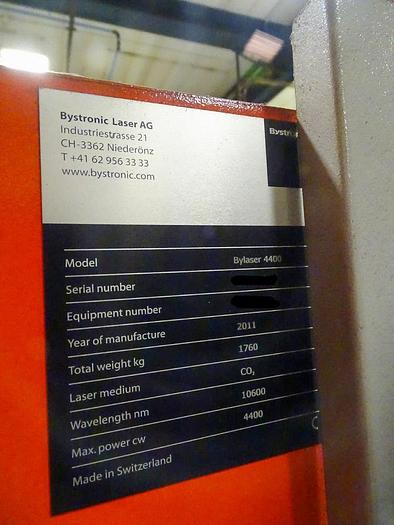 Bystronic Laser AG
Industriestrasse 21
CH-3362 Niederönz
T +41 62 956 33 33
www.bystronic.com
Model Bylaser 4400
Serial number
Equipment number
Year of manufacture 2011
Total weight kg 1760
Laser medium CO₂
Wavelength nm 10600
Max. power cw 4400
Made in Switzerland